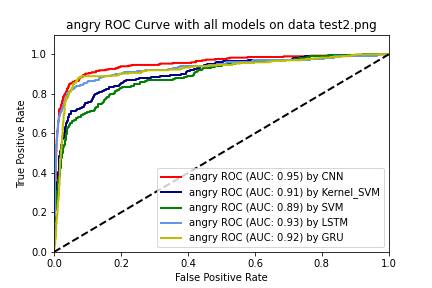 angry ROC Curve with all models on data test2.png
True Positive Rate
1.0
0.8
0.6
0.4
0.2
0.0
angry ROC (AUC: 0.95) by CNN
angry ROC (AUC: 0.91) by Kernel_SVM
angry ROC (AUC: 0.89) by SVM
angry ROC (AUC: 0.93) by LSTM
angry ROC (AUC: 0.92) by GRU
0.0 0.2 0.4 0.6 0.8 1.0
False Positive Rate